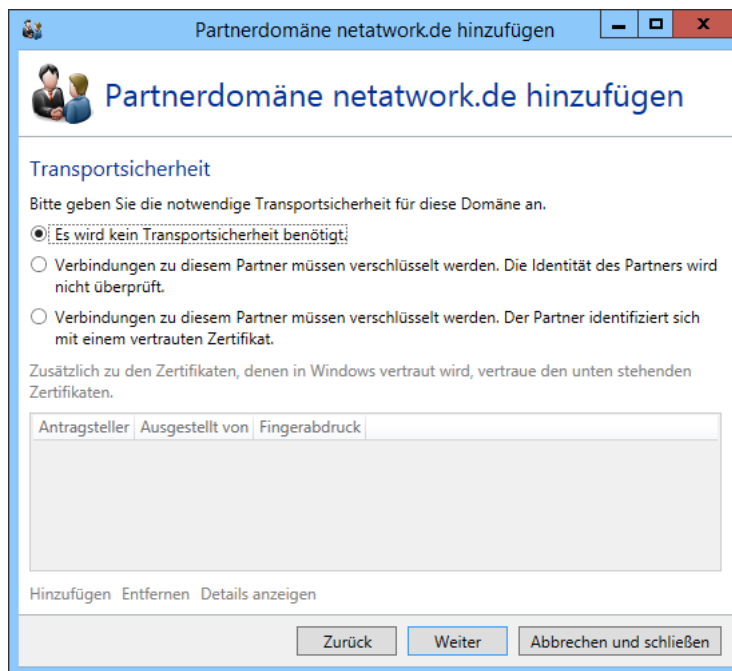 Partnerdomäne netatwork.de hinzufügen
Partnerdomäne netatwork.de hinzufügen
Transportsicherheit
Bitte geben Sie die notwendige Transportsicherheit für diese Domäne an.
Es wird kein Transportsicherheit benötigt.
Verbindungen zu diesem Partner müssen verschlüsselt werden. Die Identität des Partners wird
nicht überprüft.
Verbindungen zu diesem Partner müssen verschlüsselt werden. Der Partner identifiziert sich
mit einem vertrauten Zertifikat.
Zusätzlich zu den Zertifikaten, denen in Windows vertraut wird, vertraue den unten stehenden
Zertifikaten.
Antragsteller Ausgestellt von Fingerabdruck
Hinzufügen Entfernen Details anzeigen
Zurück Weiter Abbrechen und schließen